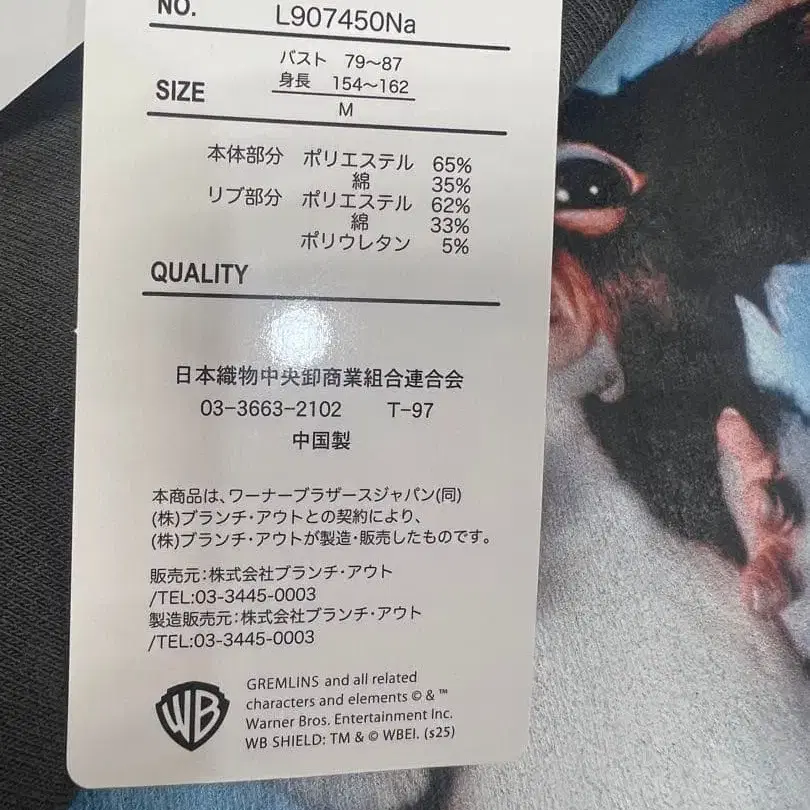 NO. L907450Na
バスト 79〜87
身長 154〜162
SIZE
M
本体部分 ポリエステル 65%
綿 35%
リブ部分 ポリエステル 62%
綿 33%
ポリウレタン 5%
QUALITY
日本織物中央卸商業組合連合会
03-3663-2102 T-97
中国製
本商品は、ワーナーブラザースジャパン(同)
(株)ブランチ・アウトとの契約により、
(株)ブランチ・アウトが製造・販売したものです。
販売元:株式会社ブランチ・アウト
/TEL:03-3445-0003
製造販売元:株式会社ブランチ・アウト
/TEL:03-3445-0003
WB
GREMLINS and all related
characters and elements © & ™
Warner Bros. Entertainment Inc.
WB SHIELD: TM & © WBEI. (s25)